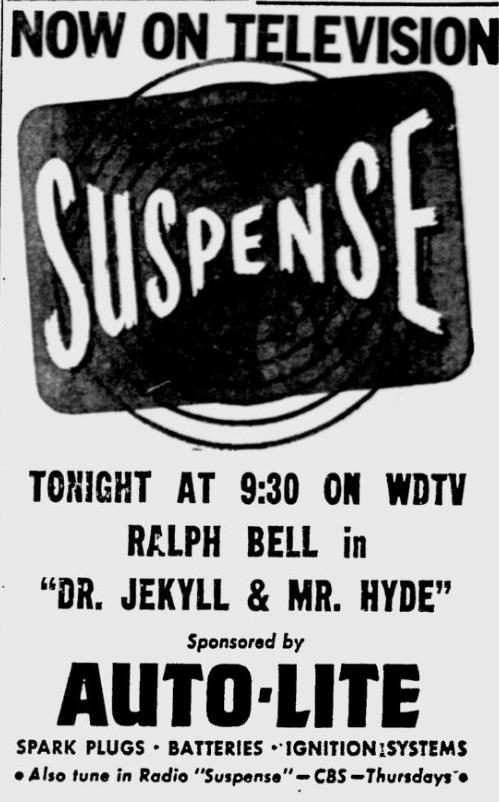 NOW ON TELEVISION
SUSPENSE
TONIGHT AT 9:30 ON WDTV
RALPH BELL in
"DR. JEKYLL & MR. HYDE"
Sponsored by
AUTO-LITE
SPARK PLUGS • BATTERIES • IGNITION SYSTEMS
• Also tune in Radio "Suspense" — CBS — Thursdays •